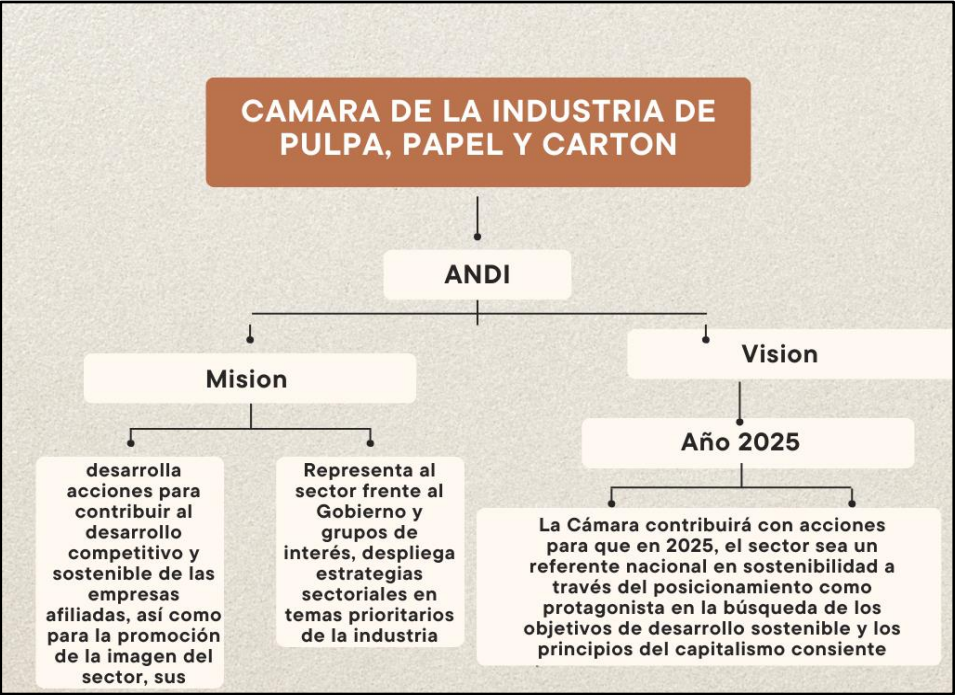 CAMARA DE LA INDUSTRIA DE
PULPA, PAPEL Y CARTON
ANDI
Mision
desarrolla
acciones para
contribuir al
desarrollo
competitivo y
sostenible de las
empresas
afiliadas, así como
para la promoción
de la imagen del
sector, sus
Representa al
sector frente al
Gobierno y
grupos de
interés, despliega
estrategias
sectoriales en
temas prioritarios
de la industria
Vision
Año 2025
La Cámara contribuirá con acciones
para que en 2025, el sector sea un
referente nacional en sostenibilidad a
través del posicionamiento como
protagonista en la búsqueda de los
objetivos de desarrollo sostenible y los
principios del capitalismo consiente